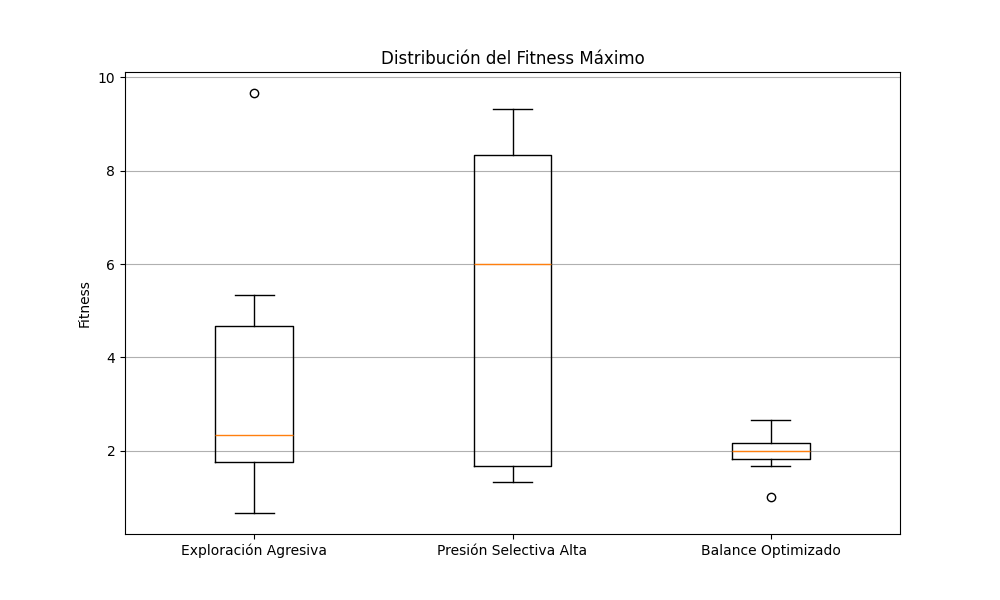 Distribución del Fitness Máximo
10
8
6
4
2
Fitness
Exploración Agresiva
Presión Selectiva Alta
Balance Optimizado